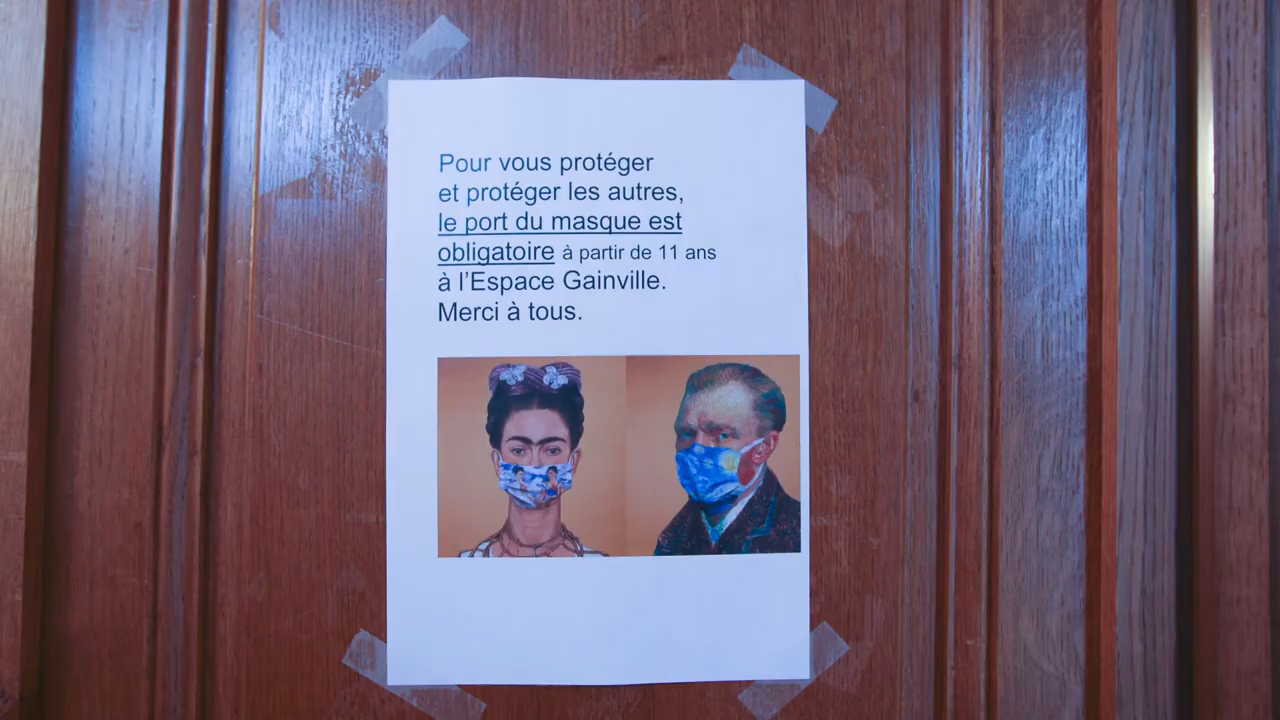 Pour vous protéger
et protéger les autres,
le port du masque est
obligatoire à partir de 11 ans
à l'Espace Gainville.
Merci à tous.